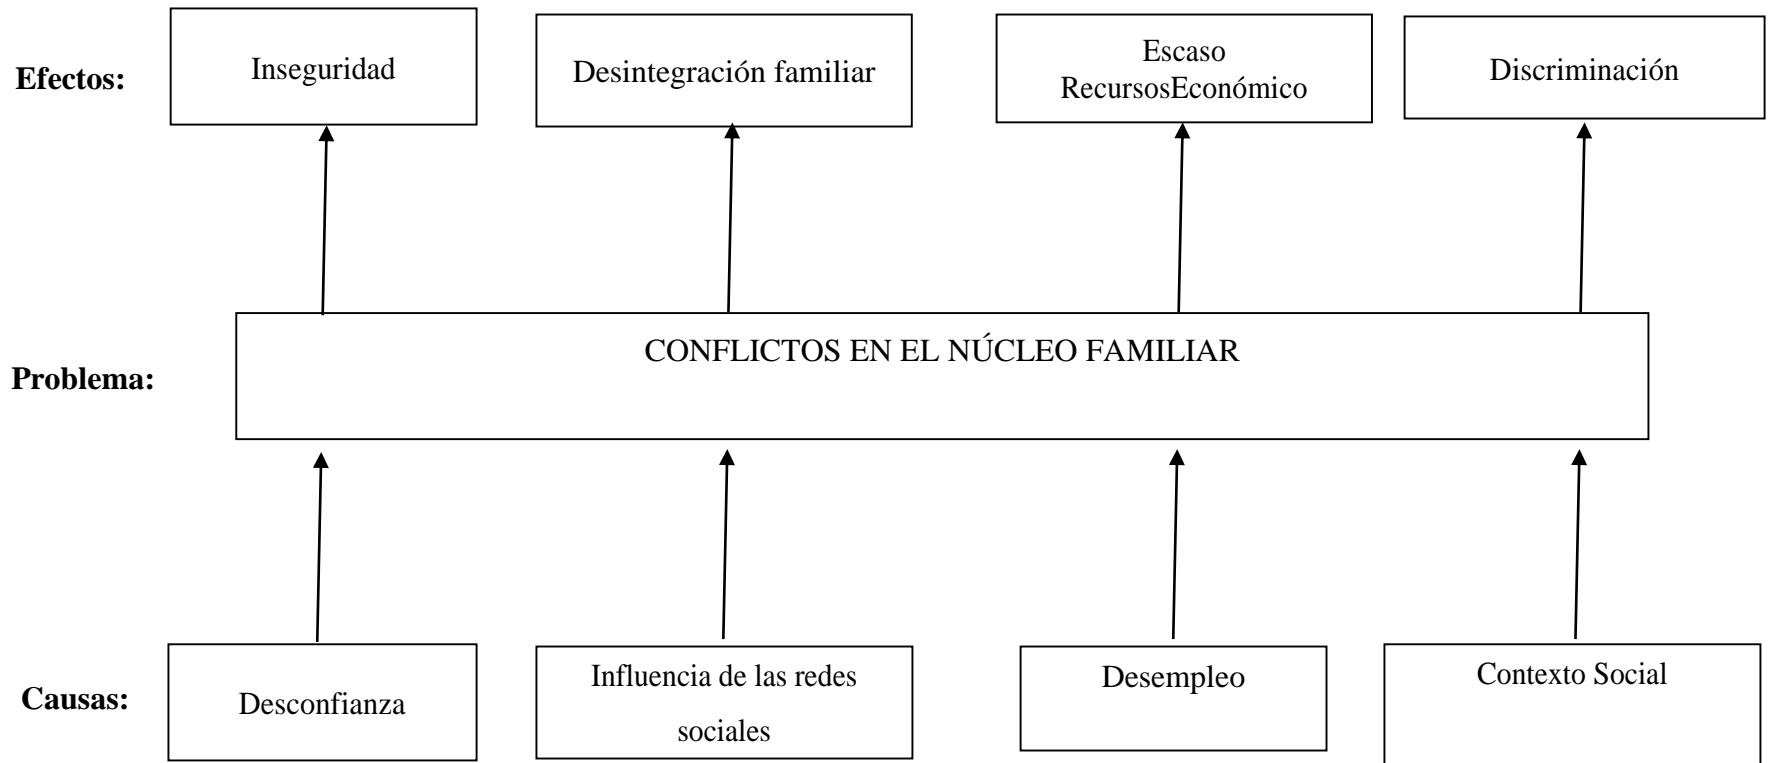 Efectos:
Inseguridad
Desintegración familiar
Escaso
RecursosEconómico
Discriminación
Problema:
CONFLICTOS EN EL NÚCLEO FAMILIAR
Causas:
Desconfianza
Influencia de las redes
sociales
Desempleo
Contexto Social